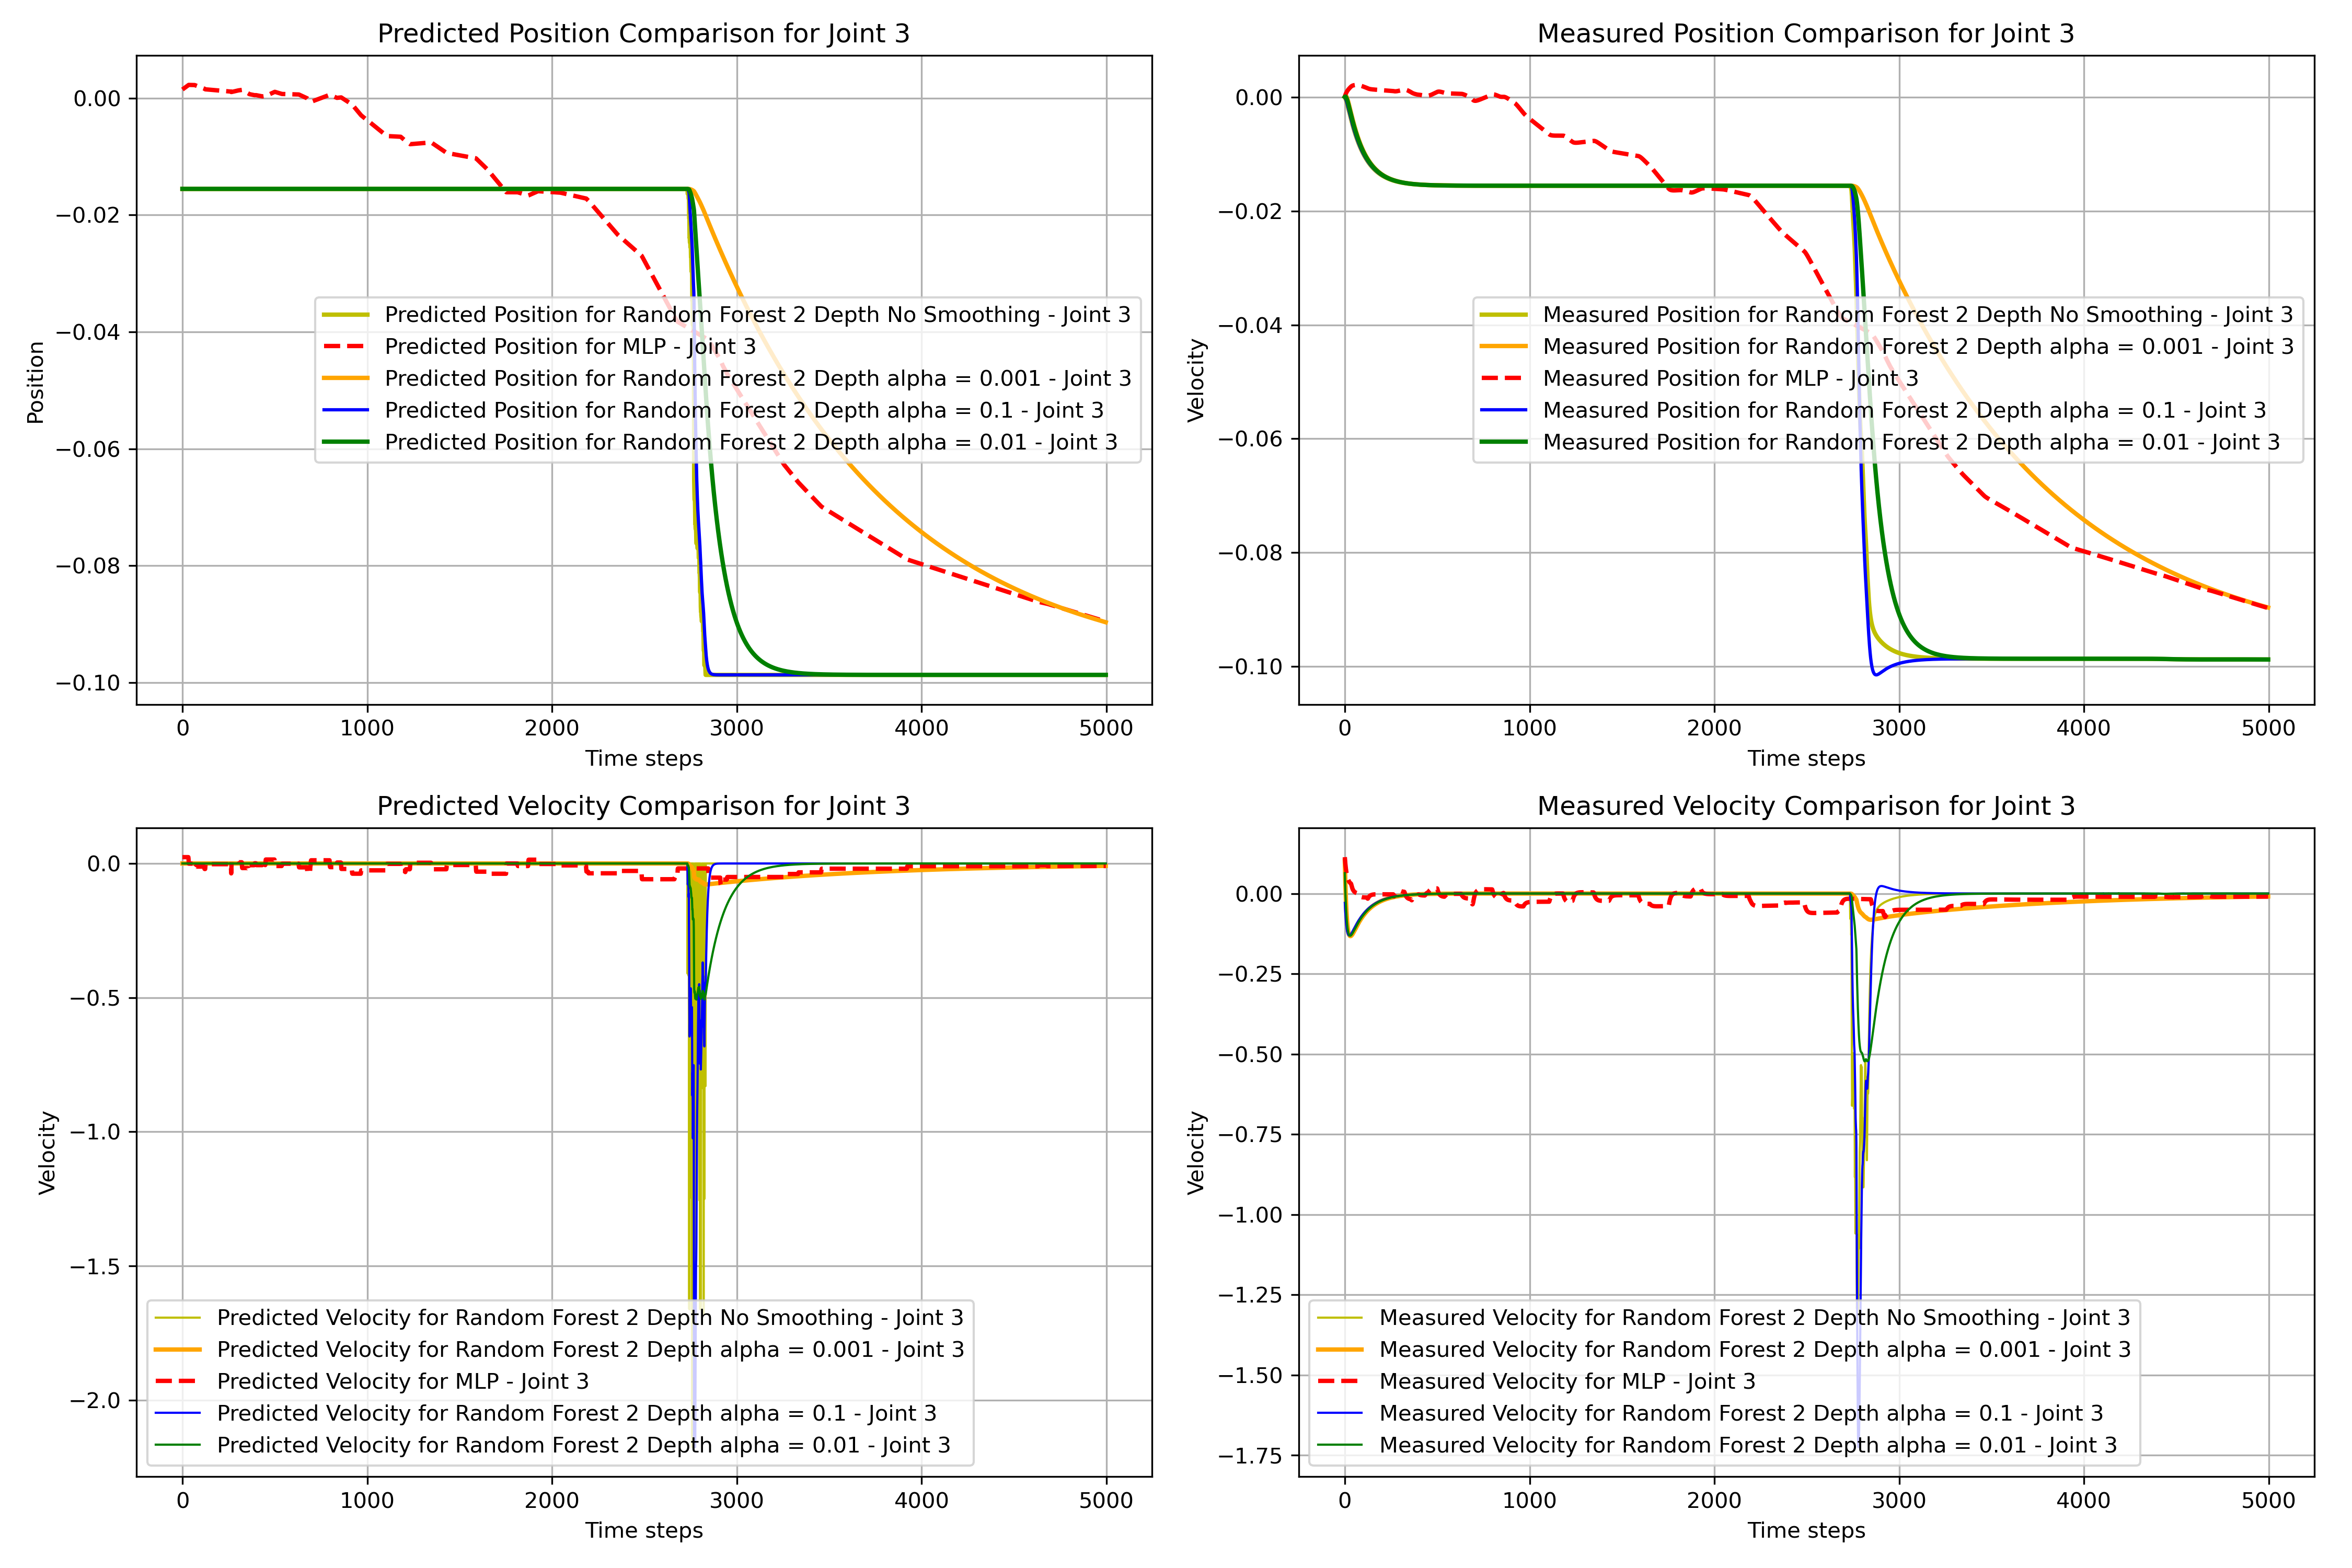 Predicted Position Comparison for Joint 3
0.00
−0.02
−0.04
−0.06
−0.08
−0.10
Position
Predicted Position for Random Forest 2 Depth No Smoothing - Joint 3
Predicted Position for MLP - Joint 3
Predicted Position for Random Forest 2 Depth alpha = 0.001 - Joint 3
Predicted Position for Random Forest 2 Depth alpha = 0.1 - Joint 3
Predicted Position for Random Forest 2 Depth alpha = 0.01 - Joint 3
0 1000 2000 3000 4000 5000
Time steps
Measured Position Comparison for Joint 3
0.00
−0.02
−0.04
−0.06
−0.08
−0.10
Velocity
Measured Position for Random Forest 2 Depth No Smoothing - Joint 3
Measured Position for Random Forest 2 Depth alpha = 0.001 - Joint 3
Measured Position for MLP - Joint 3
Measured Position for Random Forest 2 Depth alpha = 0.1 - Joint 3
Measured Position for Random Forest 2 Depth alpha = 0.01 - Joint 3
0 1000 2000 3000 4000 5000
Time steps
Predicted Velocity Comparison for Joint 3
0.0
−0.5
−1.0
−1.5
−2.0
Velocity
Predicted Velocity for Random Forest 2 Depth No Smoothing - Joint 3
Predicted Velocity for Random Forest 2 Depth alpha = 0.001 - Joint 3
Predicted Velocity for MLP - Joint 3
Predicted Velocity for Random Forest 2 Depth alpha = 0.1 - Joint 3
Predicted Velocity for Random Forest 2 Depth alpha = 0.01 - Joint 3
0 1000 2000 3000 4000 5000
Time steps
Measured Velocity Comparison for Joint 3
0.00
−0.25
−0.50
−0.75
−1.00
−1.25
−1.50
−1.75
Velocity
Measured Velocity for Random Forest 2 Depth No Smoothing - Joint 3
Measured Velocity for Random Forest 2 Depth alpha = 0.001 - Joint 3
Measured Velocity for MLP - Joint 3
Measured Velocity for Random Forest 2 Depth alpha = 0.1 - Joint 3
Measured Velocity for Random Forest 2 Depth alpha = 0.01 - Joint 3
0 1000 2000 3000 4000 5000
Time steps